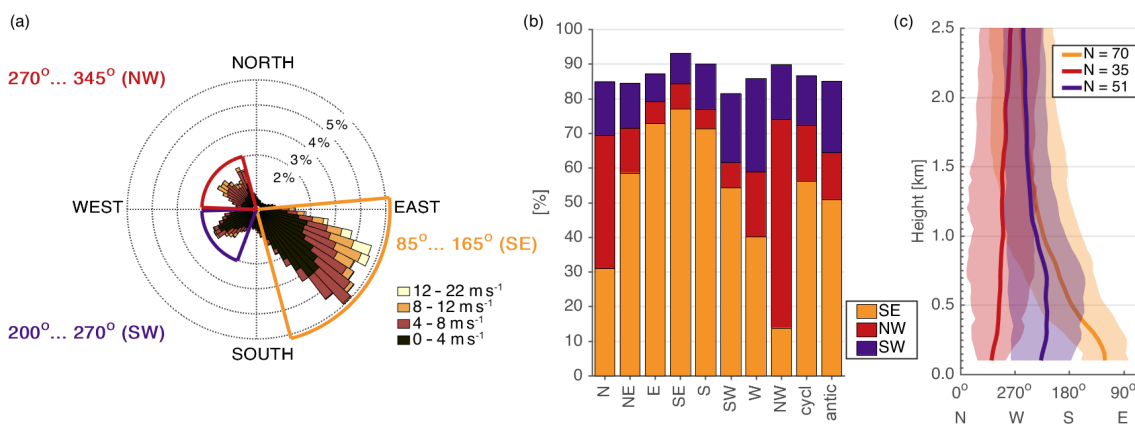 (a)
270° ... 345° (NW)
NORTH
5%
4%
3%
2%
WEST
EAST
85° ... 165° (SE)
12 - 22 m s⁻¹
8 - 12 m s⁻¹
4 - 8 m s⁻¹
0 - 4 m s⁻¹
200° ... 270° (SW)
SOUTH
(b)
100
90
80
70
60
50
40
30
20
10
0
[%]
N
NE
E
SE
S
SW
W
NW
cycl
antic
SE
NW
SW
(c)
N = 70
N = 35
N = 51
2.5
2.0
1.5
1.0
0.5
0.0
Height [km]
0° 270° 180° 90°
N W S E